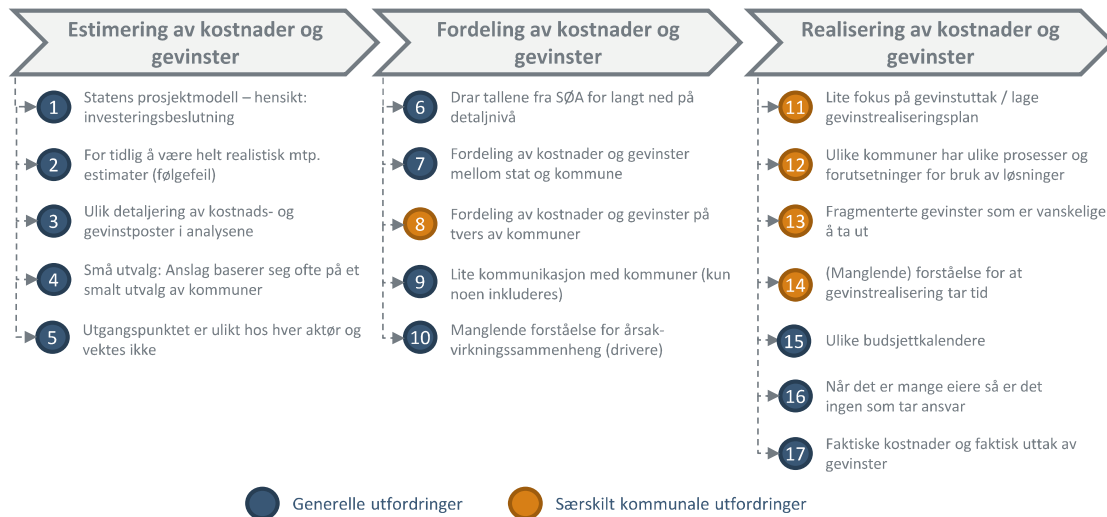 Estimering av kostnader og
gevinster
1
Statens prosjektmodell – hensikt:
investeringsbeslutning
2
For tidlig å være helt realistisk mtp.
estimater (følgefeil)
3
Ulik detaljering av kostnads- og
gevinstposter i analysene
4
Små utvalg: Anslag baserer seg ofte på et
smalt utvalg av kommuner
5
Utgangspunktet er ulikt hos hver aktør og
vektes ikke
Fordeling av kostnader og
gevinster
6
Drar tallene fra SØA for langt ned på
detaljnivå
7
Fordeling av kostnader og gevinster
mellom stat og kommune
8
Fordeling av kostnader og gevinster på
tvers av kommuner
9
Lite kommunikasjon med kommuner (kun
noen inkluderes)
10
Manglende forståelse for årsak-
virkningssammenheng (drivere)
Realisering av kostnader og
gevinster
11
Lite fokus på gevinstuttak / lage
gevinstrealiseringsplan
12
Ulike kommuner har ulike prosesser og
forutsetninger for bruk av løsninger
13
Fragmenterte gevinster som er vanskelige
å ta ut
14
(Manglende) forståelse for at
gevinstrealisering tar tid
15
Ulike budsjettkalendere
16
Når det er mange eiere så er det
ingen som tar ansvar
17
Faktiske kostnader og faktisk uttak av
gevinster
Generelle utfordringer
Særskilt kommunale utfordringer